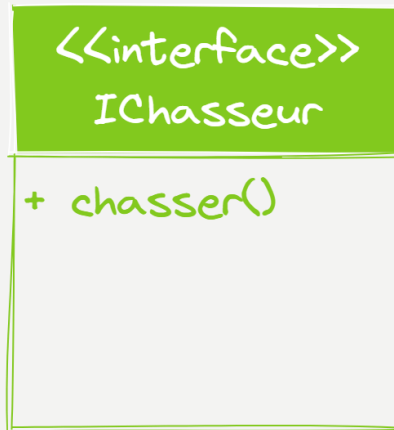 <<interface>>
IChasseur
+ chasser()